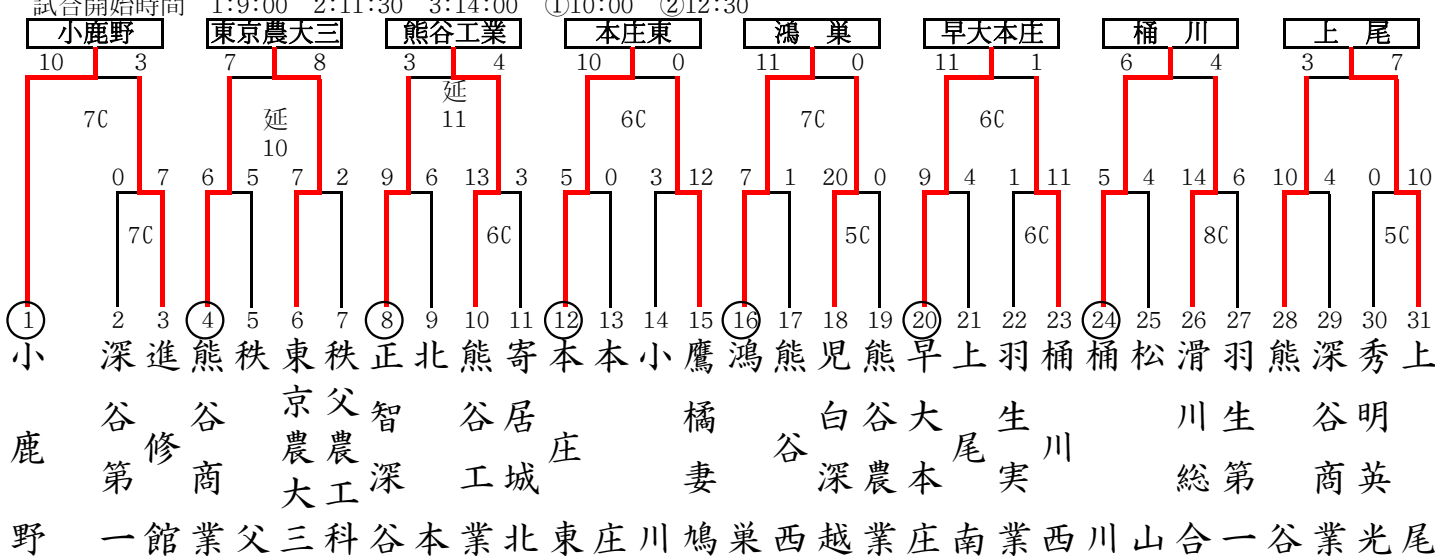 試合開始時間 1:9:00 2:11:30 3:14:00 ①10:00 ②12:30
小鹿野 東京農大三 熊谷工業 本庄東 鴻巣 早大本庄 桶川 上尾
10 3 7 8 3 4 10 0 11 0 11 1 6 4 3 7
延
7C 延 11 6C 7C 6C
10
0 7 6 5 7 2 9 6 13 3 5 0 3 12 7 1 20 0 9 4 1 11 5 4 14 6 10 4 0 10
7C 6C 5C 6C 8C 5C
1 2 3 4 5 6 7 8 9 10 11 12 13 14 15 16 17 18 19 20 21 22 23 24 25 26 27 28 29 30 31
小鹿野
深谷第一
進修館
熊谷商業
秩父
東京農大三
秩父農工科
正智深谷
北本
熊谷工業
寄居城北
本庄東
本庄
小川
鷹橘妻鳩
鴻巣
熊谷西
児白深越
熊谷農業
早大本庄
上尾南
羽生実業
桶川西
桶川
松山
滑川総合
羽生第一
熊谷
深谷商業
秀明英光
上尾